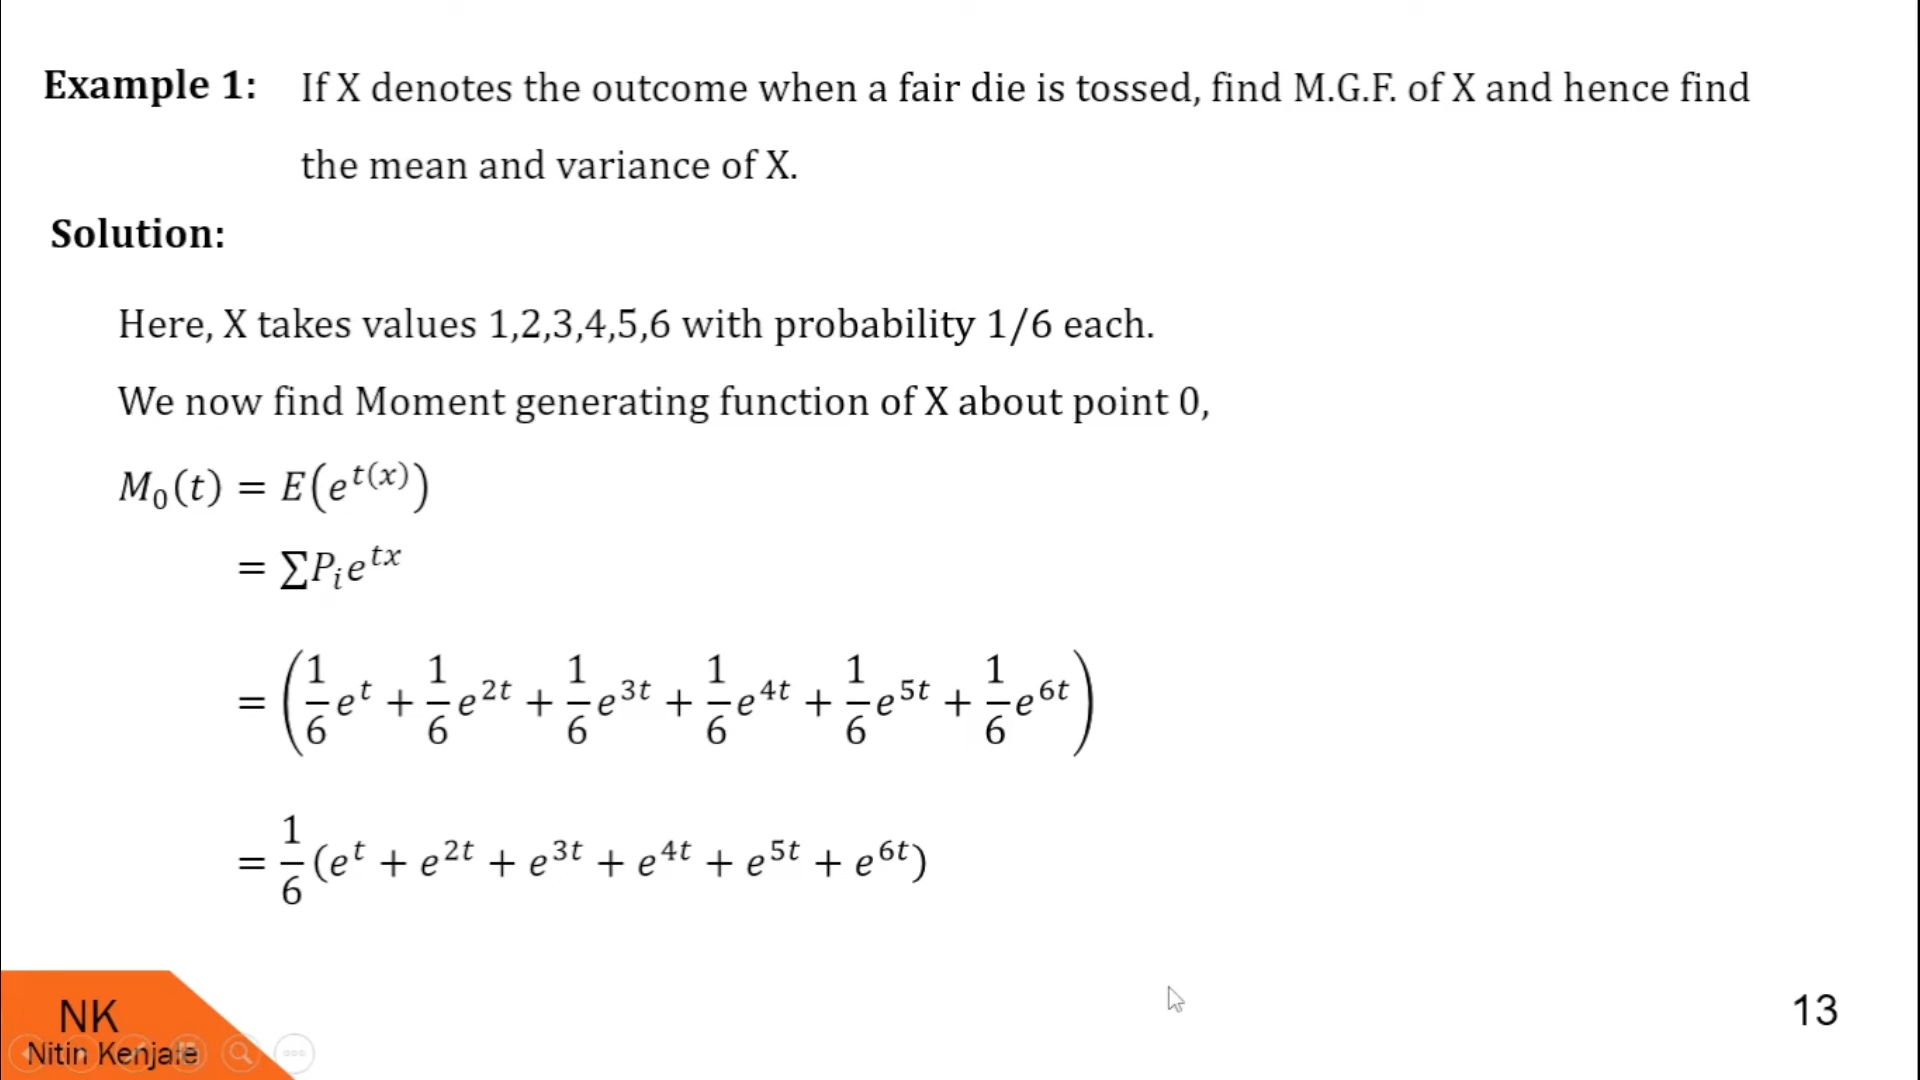 Example 1: If X denotes the outcome when a fair die is tossed, find M.G.F. of X and hence find
the mean and variance of X.
Solution:
Here, X takes values 1,2,3,4,5,6 with probability 1/6 each.
We now find Moment generating function of X about point 0,
M₀(t) = E(e^{t(x)})
= ∑Pᵢe^{tx}
= (1/6 e^{t} + 1/6 e^{2t} + 1/6 e^{3t} + 1/6 e^{4t} + 1/6 e^{5t} + 1/6 e^{6t})
= 1/6 (e^{t} + e^{2t} + e^{3t} + e^{4t} + e^{5t} + e^{6t})
NK
Nitin Kenjale
13